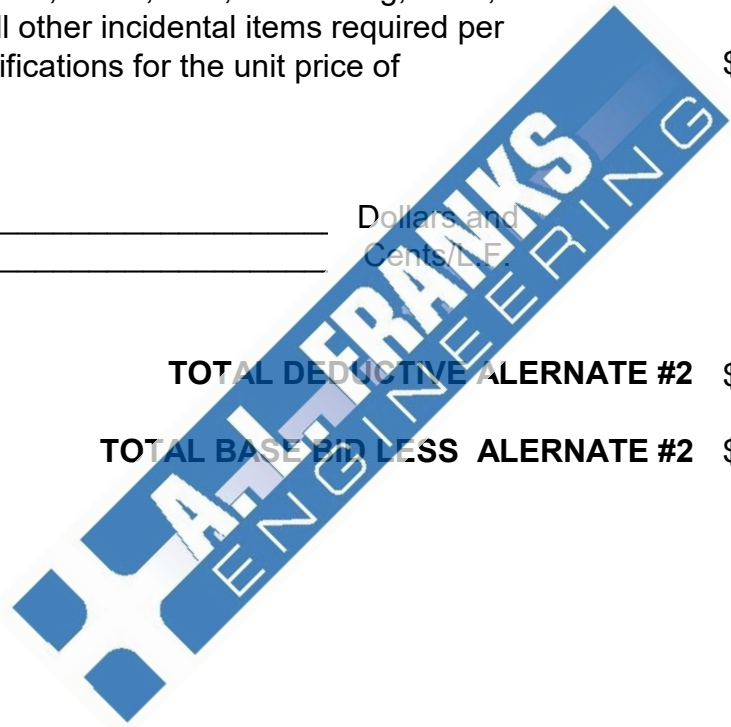 ll other incidental items required per
ifications for the unit price of
$
Dollars and
Cents/L.F.
TOTAL DEDUCTIVE ALERNATE #2 $
TOTAL BASE BID LESS ALERNATE #2 $
A.L. FRANKS
ENGINEERING